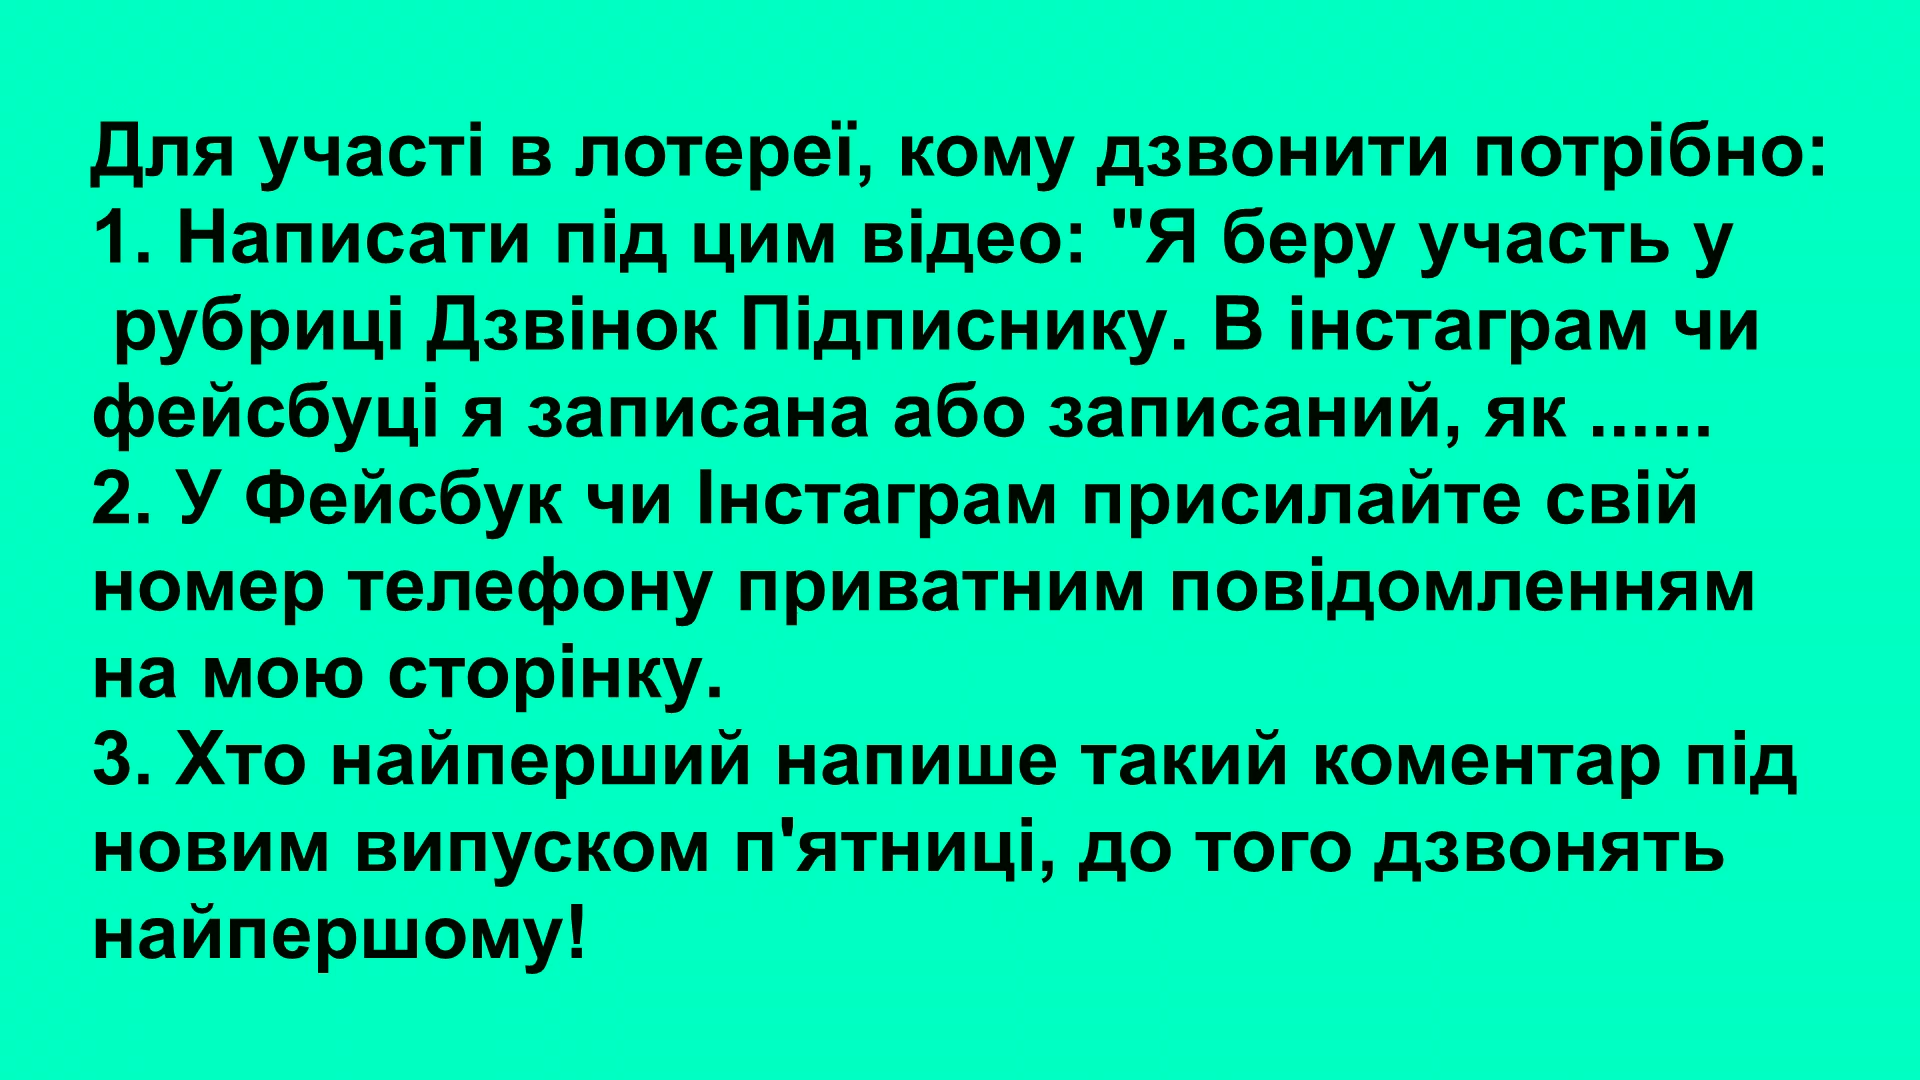 Для участі в лотереї, кому дзвонити потрібно:
1. Написати під цим відео: "Я беру участь у
рубриці Дзвінок Підписнику. В інстаграм чи
фейсбуці я записана або записаний, як ......
2. У Фейсбук чи Інстаграм присилайте свій
номер телефону приватним повідомленням
на мою сторінку.
3. Хто найперший напише такий коментар під
новим випуском п'ятниці, до того дзвонять
найпершому!